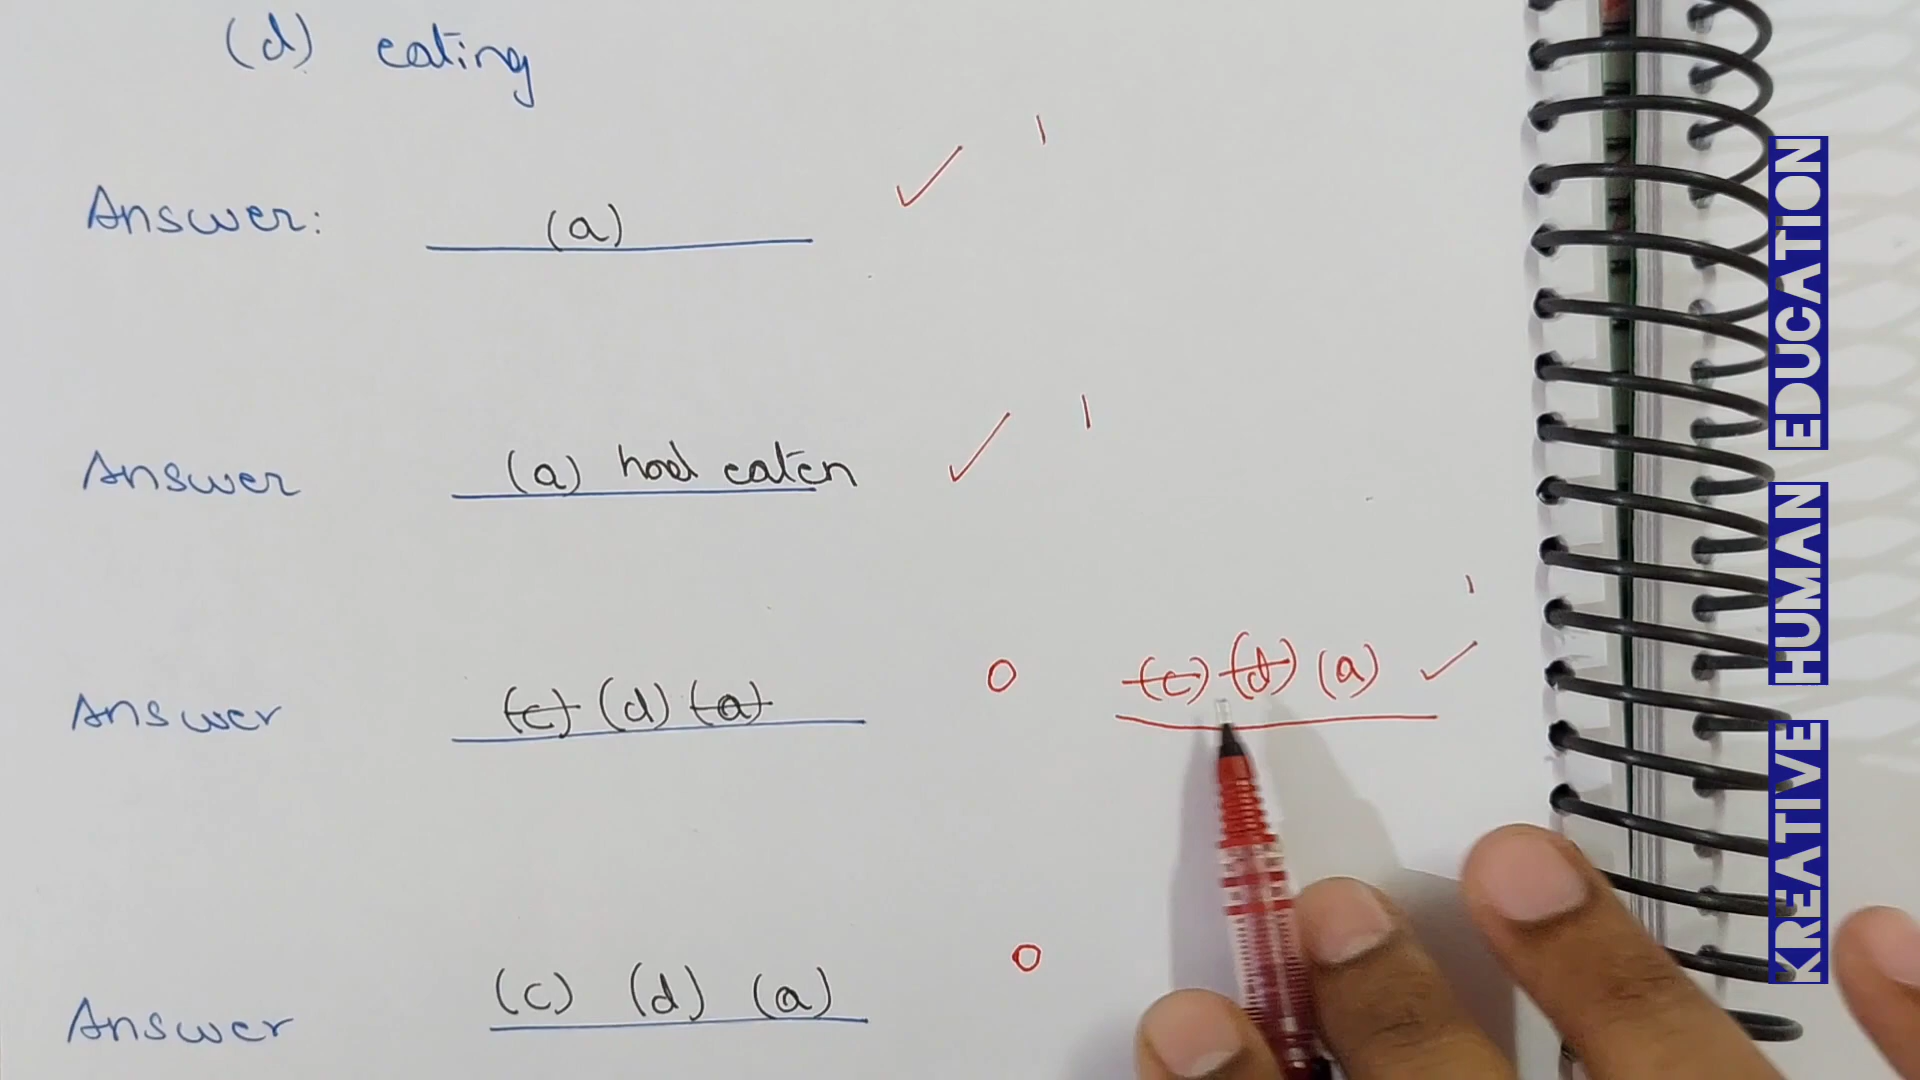 (d) eating
1
Answer: (a) ✓
1
Answer (a) had eaten ✓
1
Answer (c) (d) (a) 0 (c) (d) (a) ✓
Answer (c) (d) (a) 0
KREATIVE HUMAN EDUCATION